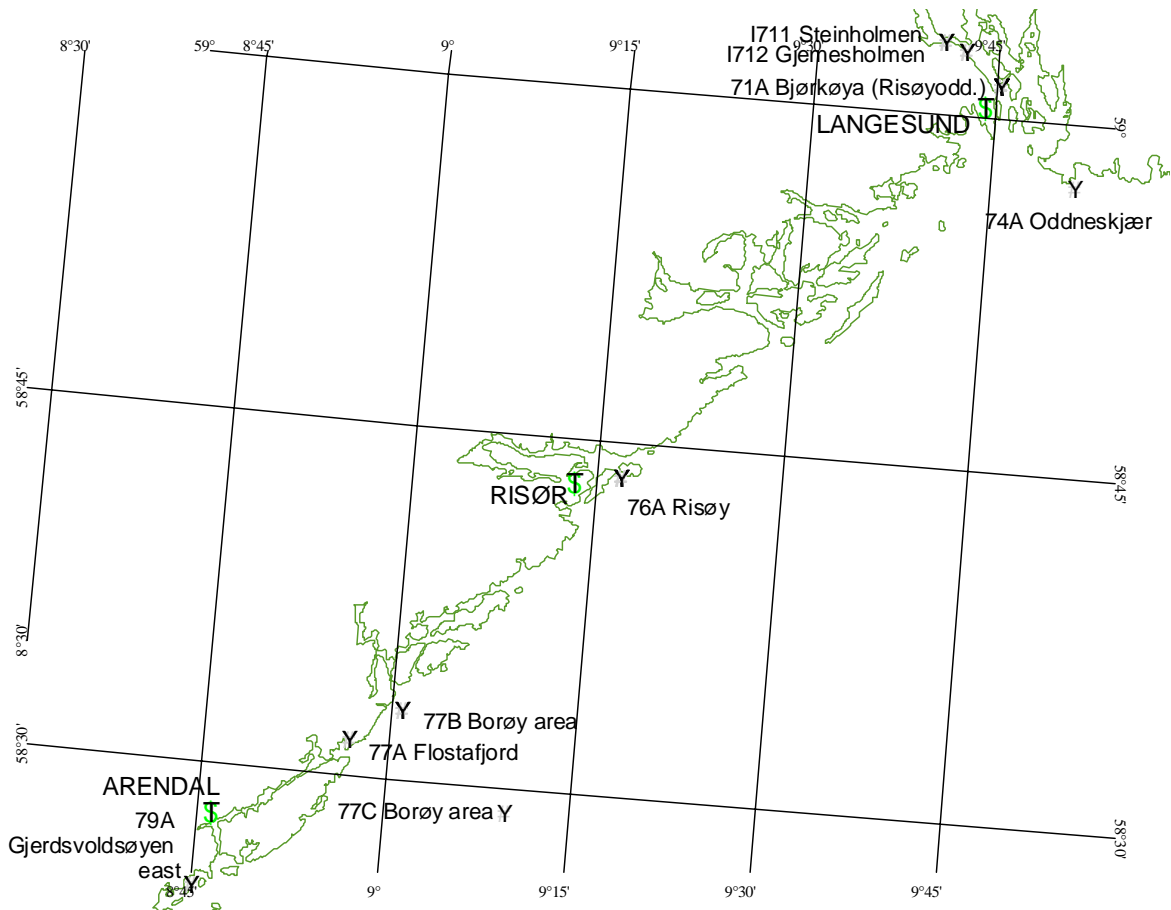 8°30'
59°
8°45'
9°
9°15'
9°30'
9°45'
I711 Steinholmen
I712 Gjemesholmen
71A Bjørkøya (Risøyodd.)
LANGESUND
59°
74A Oddneskjær
58°45'
RISØR
76A Risøy
58°45'
8°30'
77B Borøy area
77A Flostafjord
58°30'
ARENDAL
79A
Gjerdsvoldsøyen
east
77C Borøy area
58°30'
8°45'
9°
9°15'
9°30'
9°45'